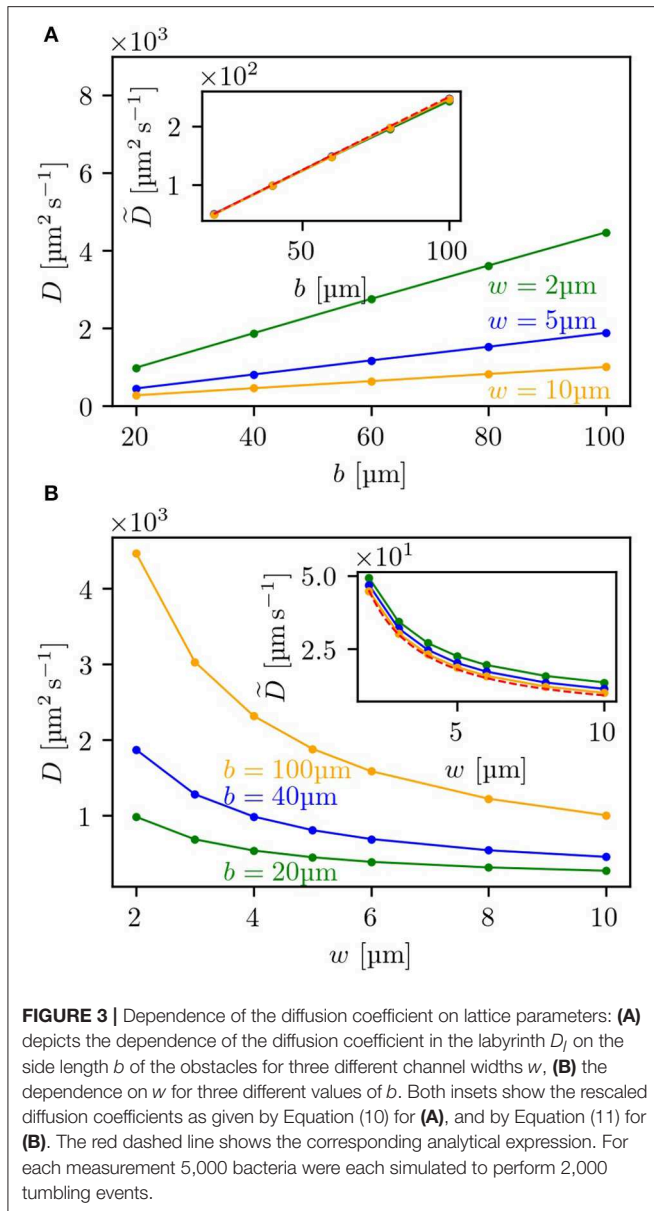 A
×10³
8
6
4
2
0
D [µm² s⁻¹]
×10²
2
1
D̃ [µm² s⁻¹]
50
100
b [µm]
w = 2µm
w = 5µm
w = 10µm
20
40
60
80
100
b [µm]
B
×10³
4
3
2
1
D [µm² s⁻¹]
×10¹
5.0
2.5
D̃ [µm s⁻¹]
5
10
w [µm]
b = 100µm
b = 40µm
b = 20µm
2
4
6
8
10
w [µm]
FIGURE 3 | Dependence of the diffusion coefficient on lattice parameters: (A)
depicts the dependence of the diffusion coefficient in the labyrinth D_l on the
side length b of the obstacles for three different channel widths w, (B) the
dependence on w for three different values of b. Both insets show the rescaled
diffusion coefficients as given by Equation (10) for (A), and by Equation (11) for
(B). The red dashed line shows the corresponding analytical expression. For
each measurement 5,000 bacteria were each simulated to perform 2,000
tumbling events.